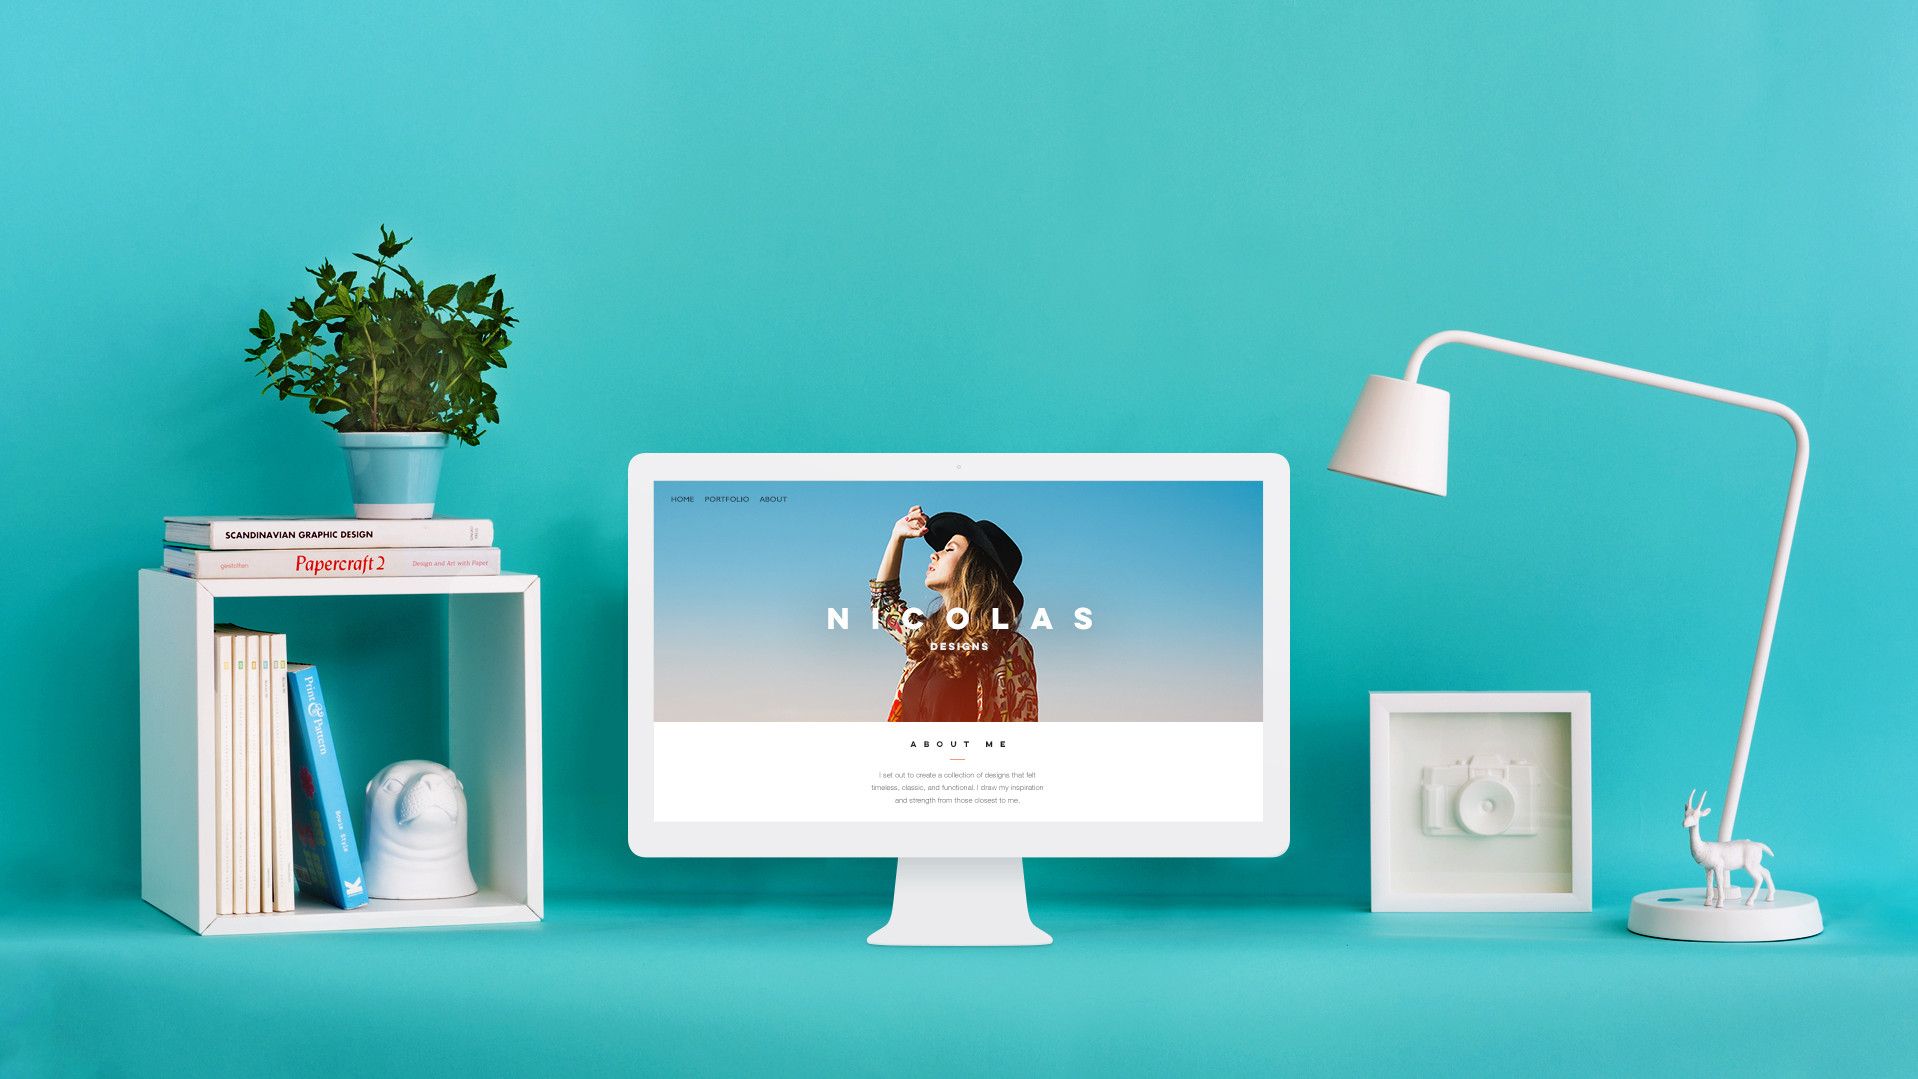 SCANDINAVIAN GRAPHIC DESIGN
gestalten Papercraft 2 Design and Art with Paper
Print & Pattern
Bowie Style
HOME PORTFOLIO ABOUT
NICOLAS
DESIGNS
ABOUT ME
I set out to create a collection of designs that felt
timeless, classic, and functional. I draw my inspiration
and strength from those closest to me.